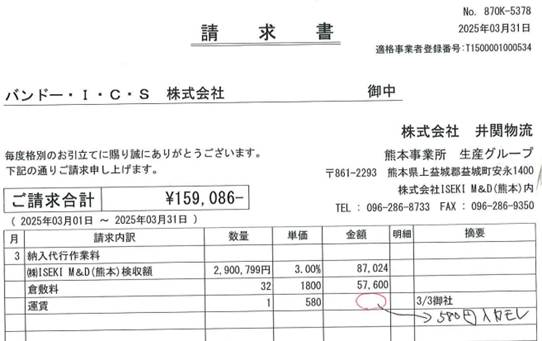 No. 870K-5378
2025年03月31日
請 求 書
適格事業者登録番号:T1500001000534
バンドー・I・C・S 株式会社 御中
株式会社 井関物流
毎度格別のお引立てに賜り誠にありがとうございます。
熊本事業所 生産グループ
下記の通りご請求申し上げます。
〒861-2293 熊本県上益城郡益城町安永1400
株式会社ISEKI M&D(熊本)内
ご請求合計 ¥159,086-
TEL : 096-286-8733 FAX : 096-286-9350
( 2025年03月01日 ～ 2025年03月31日 )
月 請求内訳 数量 単価 金額 明細 摘要
3 納入代行作業料
㈱ISEKI M&D(熊本)検収額 2,900,799円 3.00% 87,024
倉敷料 32 1800 57,600
運賃 1 580 3/3御社
→580円入力モレ